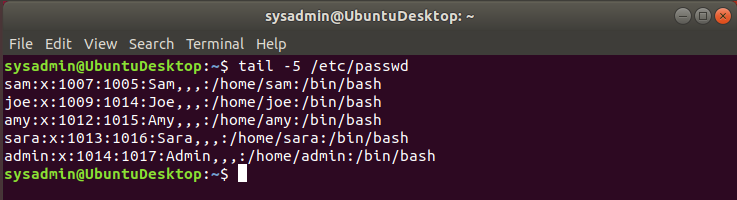 sysadmin@UbuntuDesktop: ~
File Edit View Search Terminal Help
sysadmin@UbuntuDesktop:~$ tail -5 /etc/passwd
sam:x:1007:1005:Sam,,,:/home/sam:/bin/bash
joe:x:1009:1014:Joe,,,:/home/joe:/bin/bash
amy:x:1012:1015:Amy,,,:/home/amy:/bin/bash
sara:x:1013:1016:Sara,,,:/home/sara:/bin/bash
admin:x:1014:1017:Admin,,,:/home/admin:/bin/bash
sysadmin@UbuntuDesktop:~$